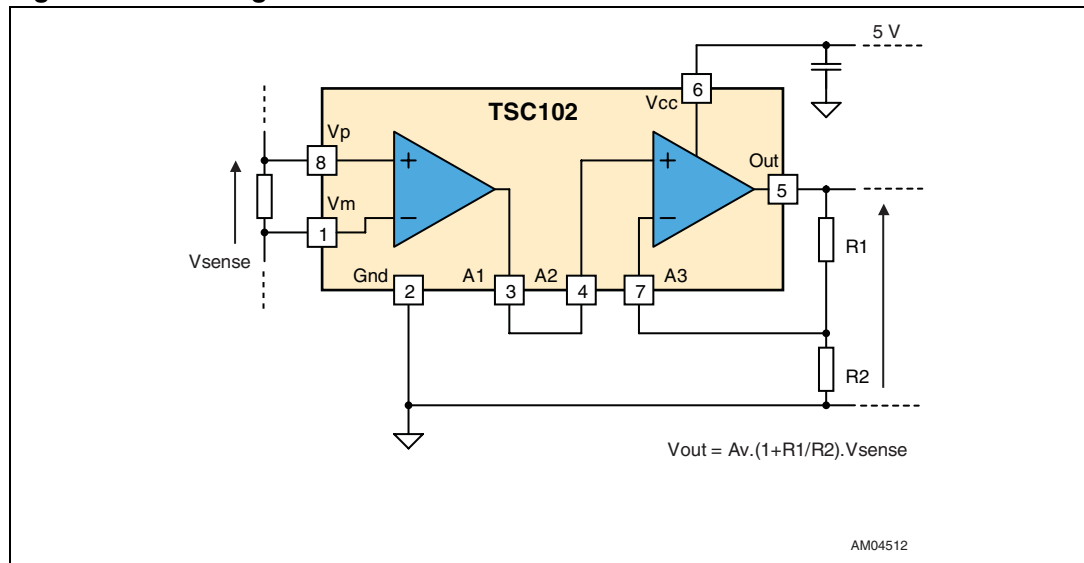 5 V
6
Vcc
TSC102
Vp
8
Out
5
Vm
1
R1
Vsense
Gnd
A1
A2
A3
2
3
4
7
R2
Vout = Av.(1+R1/R2).Vsense
AM04512
+
−
+
−